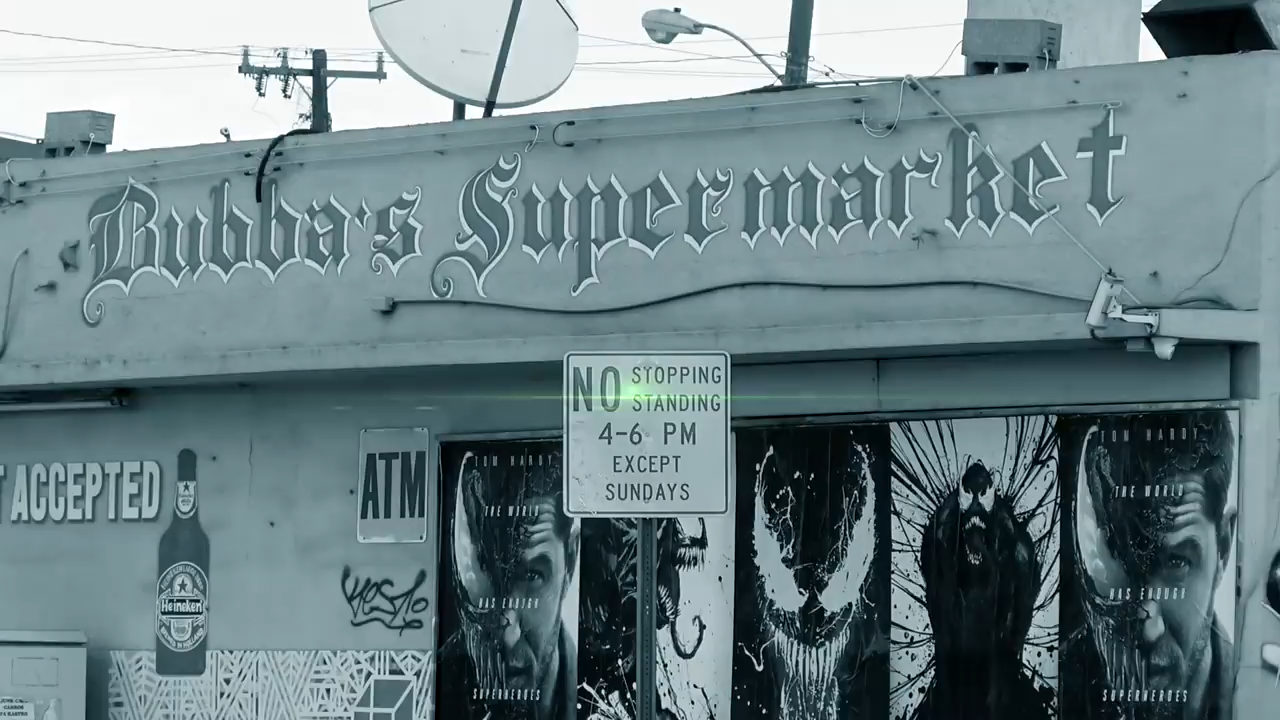 Bubba's Supermarket
NO STOPPING
STANDING
4-6 PM
EXCEPT
SUNDAYS
T ACCEPTED
ATM
Heineken
TOM HARDY
THE WORLD
HAS ENOUGH
SUPERHEROES
TOM HARDY
THE WORLD
HAS ENOUGH
SUPERHEROES